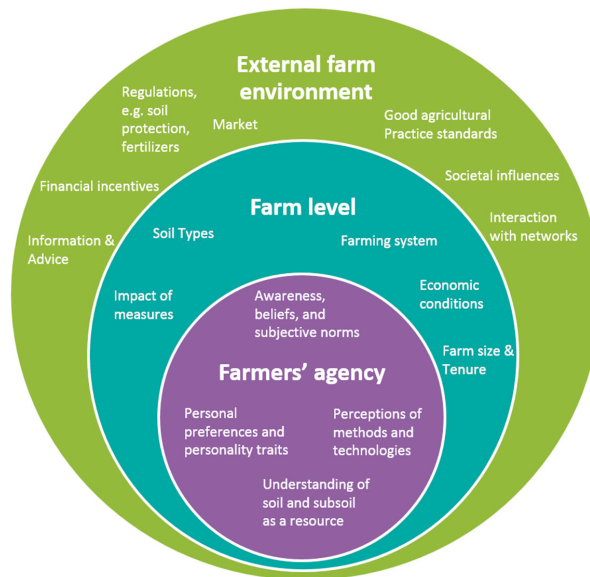 External farm
environment
Regulations,
e.g. soil
protection,
fertilizers
Market
Good agricultural
Practice standards
Financial incentives
Societal influences
Information &
Advice
Interaction
with networks
Farm level
Soil Types
Farming system
Impact of
measures
Economic
conditions
Farm size &
Tenure
Awareness,
beliefs, and
subjective norms
Farmers' agency
Personal
preferences and
personality traits
Perceptions of
methods and
technologies
Understanding of
soil and subsoil
as a resource